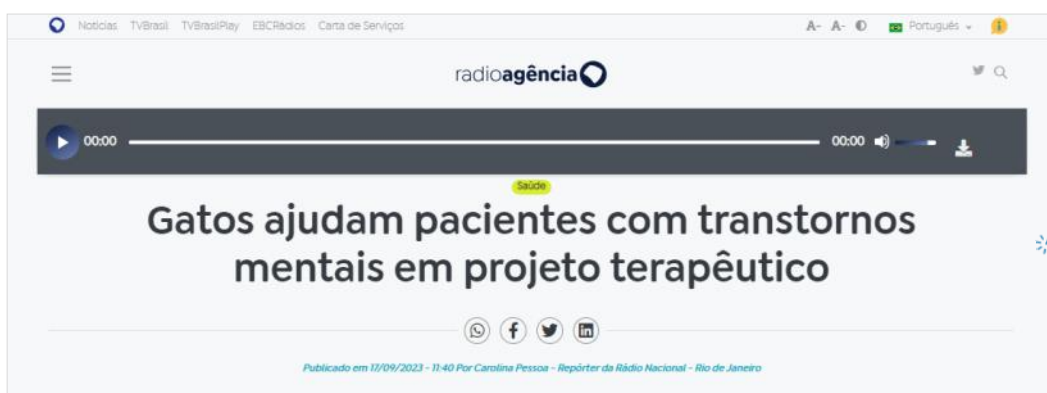 Notícias TVBrasil TVBrasilPlay EBCRádios Carta de Serviços A- A- Português
radioagência
00:00 00:00
Saúde
Gatos ajudam pacientes com transtornos
mentais em projeto terapêutico
Publicado em 17/09/2023 - 11:40 Por Carolina Pessoa - Repórter da Rádio Nacional - Rio de Janeiro